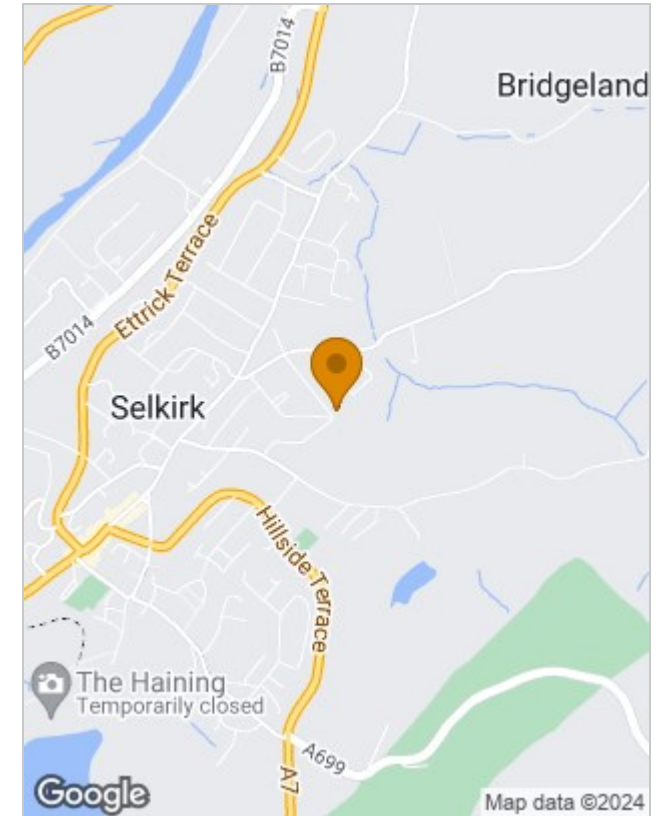 B7014
Bridgeland
Ettrick Terrace
B7014
Selkirk
Hillside Terrace
The Haining
Temporarily closed
A699
A7
Google
Map data ©2024